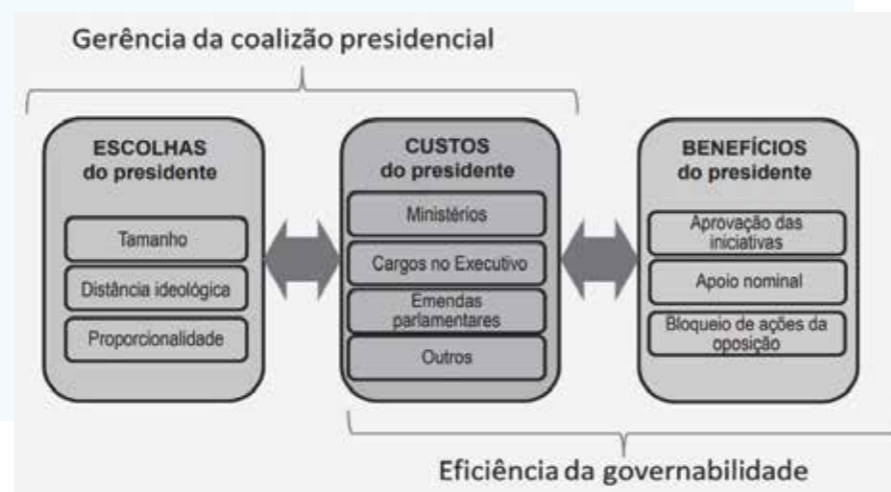 Gerência da coalizão presidencial
ESCOLHAS
do presidente
Tamanho
Distância ideológica
Proporcionalidade
CUSTOS
do presidente
Ministérios
Cargos no Executivo
Emendas
parlamentares
Outros
BENEFÍCIOS
do presidente
Aprovação das
iniciativas
Apoio nominal
Bloqueio de ações da
oposição
Eficiência da governabilidade